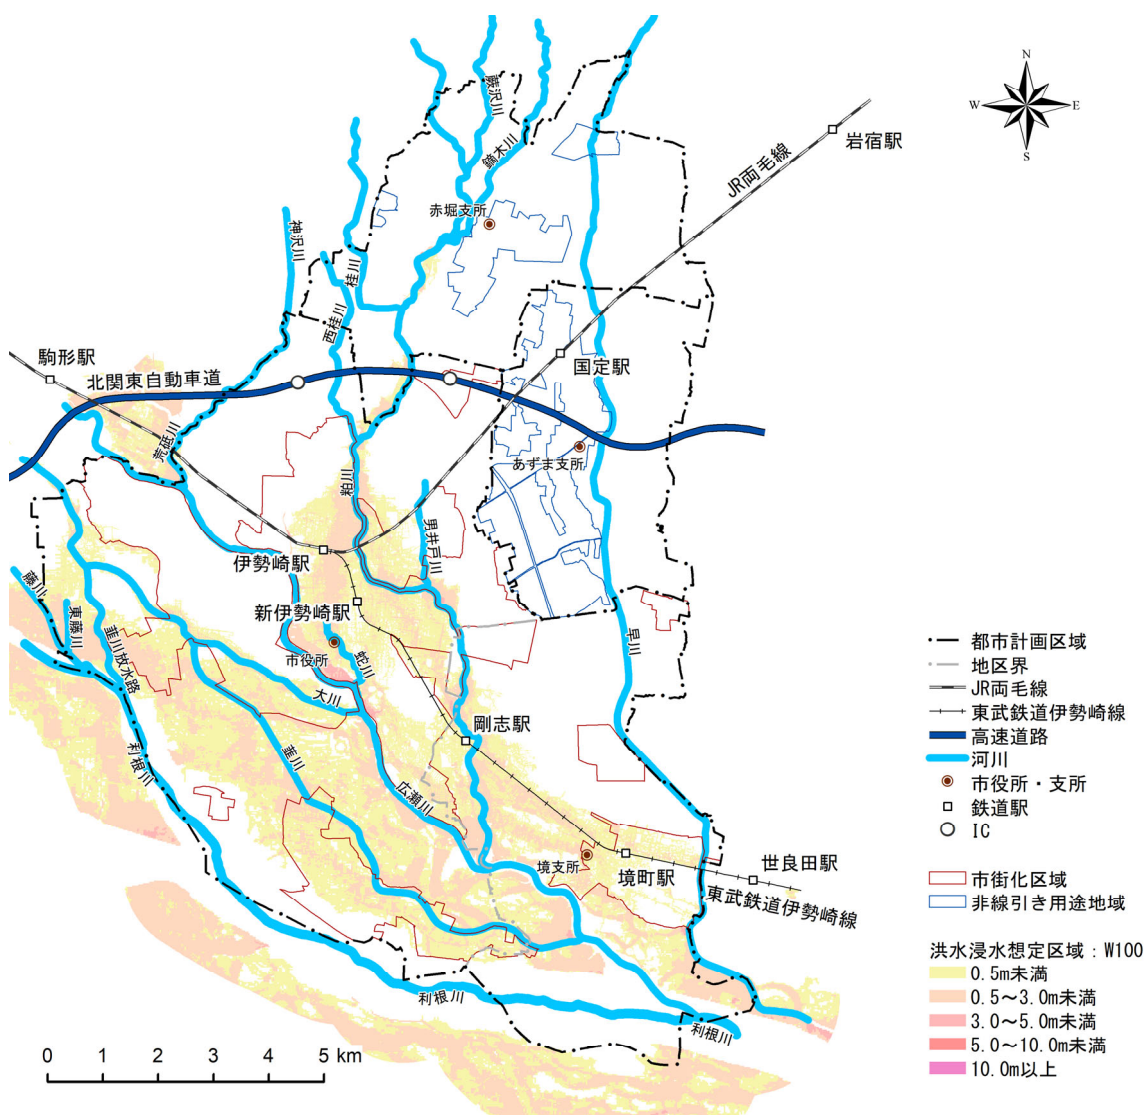 N
W
E
S
蕨沢川
鏑木川
岩宿駅
JR両毛線
赤堀支所
神沢川
桂川
西桂川
駒形駅
北関東自動車道
国定駅
荒砥川
あずま支所
粕川
男井戸川
伊勢崎駅
新伊勢崎駅
藤川
東藤川
韮川放水路
市役所
蛇川
早川
大川
剛志駅
利根川
韮川
広瀬川
境支所
境町駅
世良田駅
東武鉄道伊勢崎線
利根川
利根川
0 1 2 3 4 5 km
都市計画区域
地区界
JR両毛線
東武鉄道伊勢崎線
高速道路
河川
市役所・支所
鉄道駅
IC
市街化区域
非線引き用途地域
洪水浸水想定区域：W100
0.5m未満
0.5～3.0m未満
3.0～5.0m未満
5.0～10.0m未満
10.0m以上